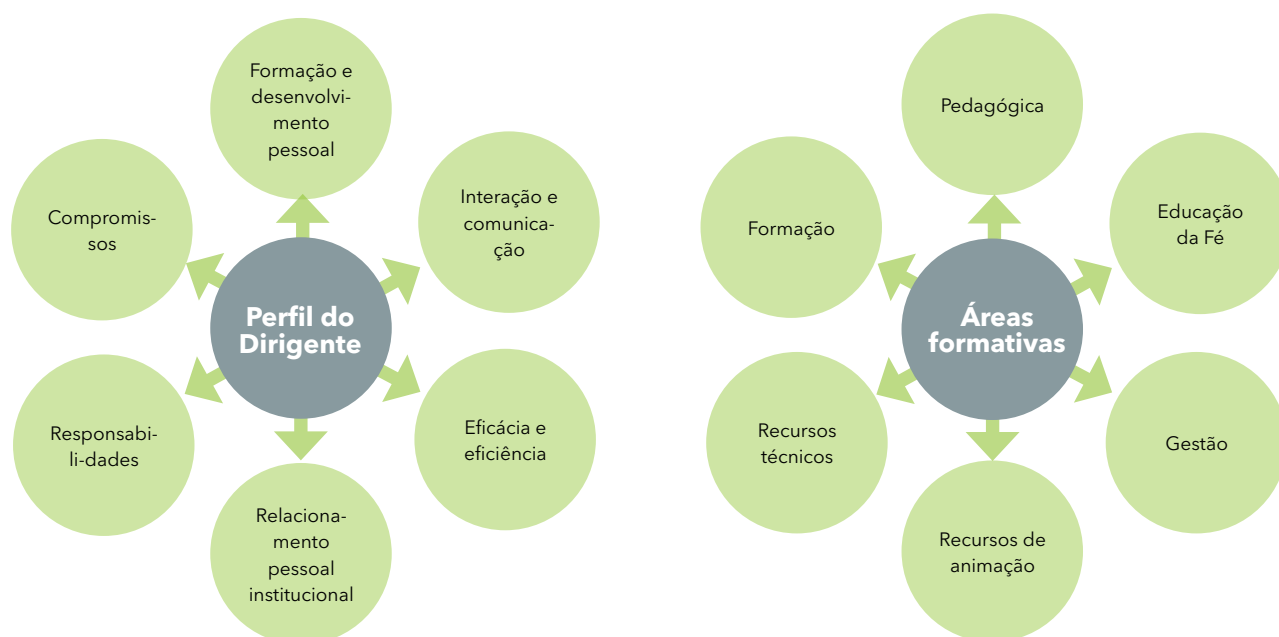 Formação e
desenvolvi-
mento
pessoal
Interação e
comunica-
ção
Eficácia e
eficiência
Relaciona-
mento
pessoal
institucional
Responsabi-
li-dades
Compromis-
sos
Perfil do
Dirigente
Pedagógica
Educação
da Fé
Gestão
Recursos de
animação
Recursos
técnicos
Formação
Áreas
formativas